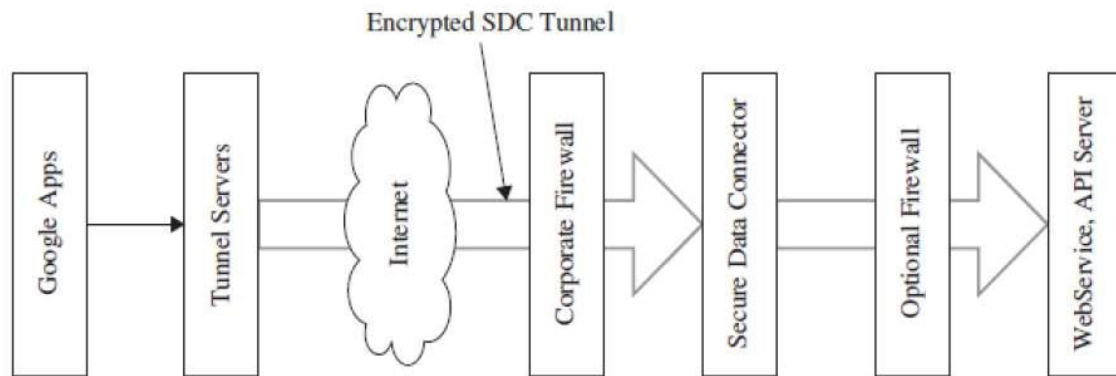 Encrypted SDC Tunnel
Google Apps
Tunnel Servers
Internet
Corporate Firewall
Secure Data Connector
Optional Firewall
WebService, API Server